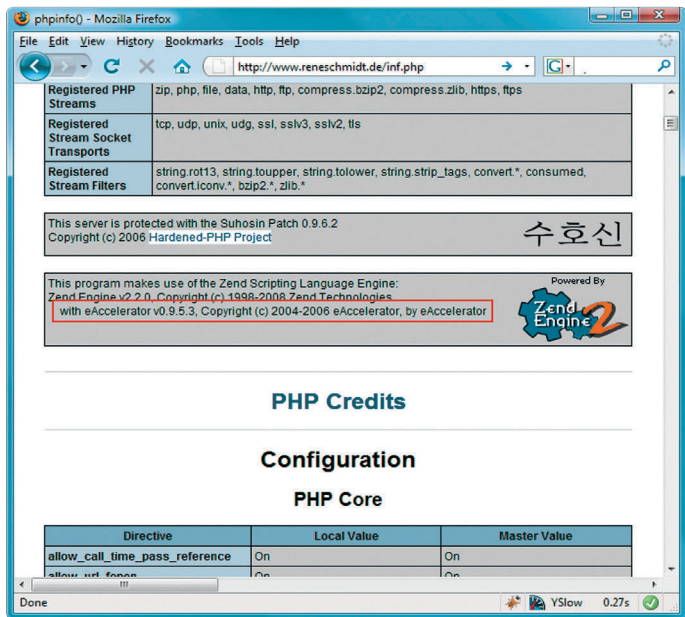 phpinfo() - Mozilla Firefox
File Edit View History Bookmarks Tools Help
http://www.reneschmidt.de/inf.php
G
Registered PHP Streams
zip, php, file, data, http, ftp, compress.bzip2, compress.zlib, https, ftps
Registered Stream Socket Transports
tcp, udp, unix, udg, ssl, sslv3, sslv2, tls
Registered Stream Filters
string.rot13, string.toupper, string.tolower, string.strip_tags, convert.*, consumed,
convert.iconv.*, bzip2.*, zlib.*
This server is protected with the Suhosin Patch 0.9.6.2
Copyright (c) 2006 Hardened-PHP Project
수호신
This program makes use of the Zend Scripting Language Engine:
Zend Engine v2.2.0, Copyright (c) 1998-2008 Zend Technologies
with eAccelerator v0.9.5.3, Copyright (c) 2004-2006 eAccelerator, by eAccelerator
Powered By
Zend
Engine 2
PHP Credits
Configuration
PHP Core
Directive Local Value Master Value
allow_call_time_pass_reference On On
allow_url_fopen On On
Done YSlow 0.27s